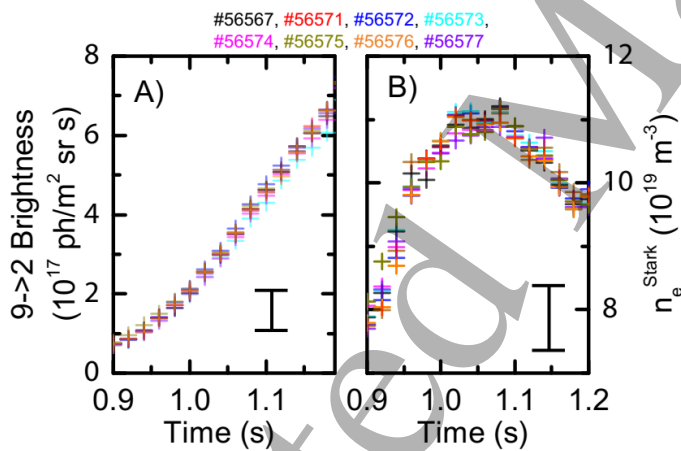 #56567, #56571, #56572, #56573,
#56574, #56575, #56576, #56577
A)
B)
9->2 Brightness
(10^17 ph/m^2 sr s)
8
6
4
2
0
0.9 1.0 1.1
Time (s)
0.9 1.0 1.1 1.2
Time (s)
12
10
8
n_e^Stark (10^19 m^-3)